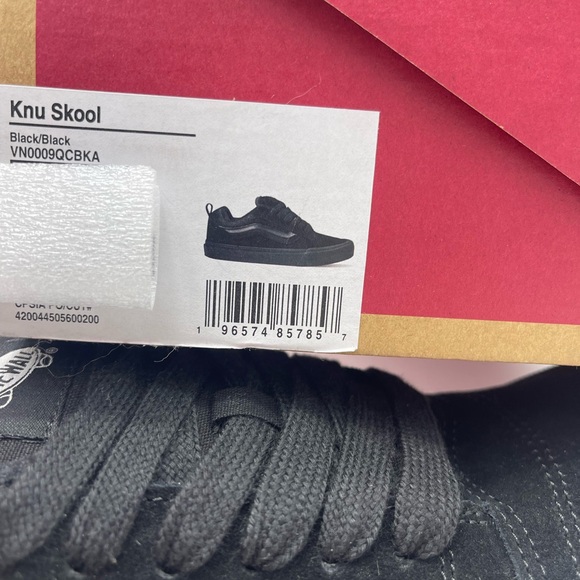 Knu Skool
Black/Black
VN0009QCBKA
420044505600200
1 96574 85785 7